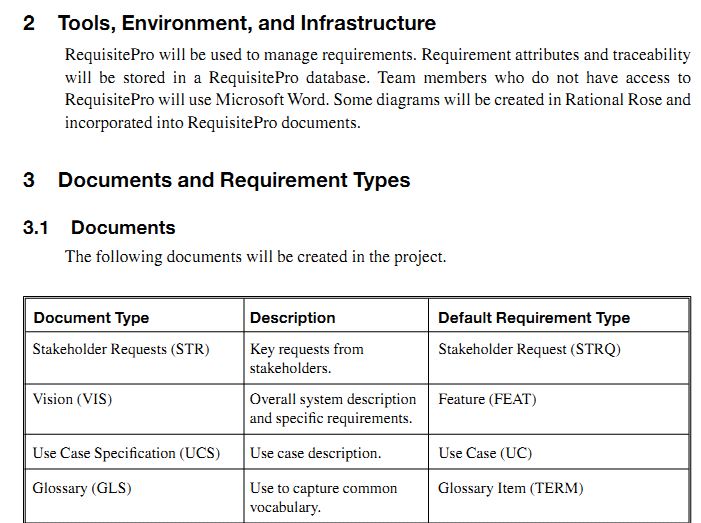 2 Tools, Environment, and Infrastructure
RequisitePro will be used to manage requirements. Requirement attributes and traceability
will be stored in a RequisitePro database. Team members who do not have access to
RequisitePro will use Microsoft Word. Some diagrams will be created in Rational Rose and
incorporated into RequisitePro documents.
3 Documents and Requirement Types
3.1 Documents
The following documents will be created in the project.
Document Type Description Default Requirement Type
Stakeholder Requests (STR) Key requests from Stakeholder Request (STRQ)
stakeholders.
Vision (VIS) Overall system description Feature (FEAT)
and specific requirements.
Use Case Specification (UCS) Use case description. Use Case (UC)
Glossary (GLS) Use to capture common Glossary Item (TERM)
vocabulary.